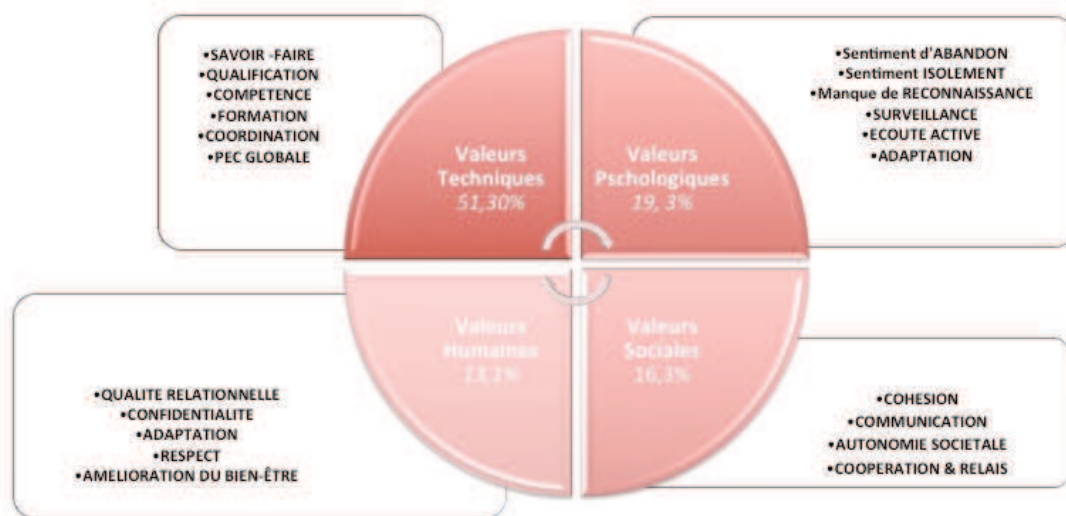 •SAVOIR -FAIRE
•QUALIFICATION
•COMPETENCE
•FORMATION
•COORDINATION
•PEC GLOBALE
•Sentiment d'ABANDON
•Sentiment ISOLEMENT
•Manque de RECONNAISSANCE
•SURVEILLANCE
•ECOUTE ACTIVE
•ADAPTATION
Valeurs
Techniques
51,30%
Valeurs
Pschologiques
19, 3%
Valeurs
Humaines
13,1%
Valeurs
Sociales
16,3%
•QUALITE RELATIONNELLE
•CONFIDENTIALITE
•ADAPTATION
•RESPECT
•AMELIORATION DU BIEN-ÊTRE
•COHESION
•COMMUNICATION
•AUTONOMIE SOCIETALE
•COOPERATION & RELAIS